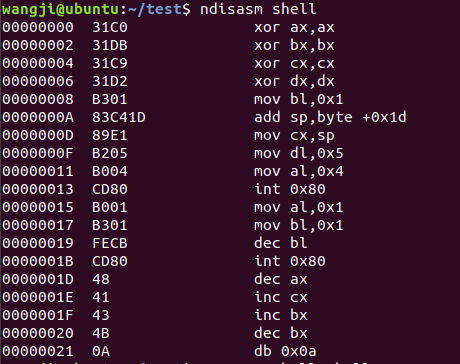 wangji@ubuntu:~/test$ ndisasm shell
00000000 31C0 xor ax,ax
00000002 31DB xor bx,bx
00000004 31C9 xor cx,cx
00000006 31D2 xor dx,dx
00000008 B301 mov bl,0x1
0000000A 83C41D add sp,byte +0x1d
0000000D 89E1 mov cx,sp
0000000F B205 mov dl,0x5
00000011 B004 mov al,0x4
00000013 CD80 int 0x80
00000015 B001 mov al,0x1
00000017 B301 mov bl,0x1
00000019 FECB dec bl
0000001B CD80 int 0x80
0000001D 48 dec ax
0000001E 41 inc cx
0000001F 43 inc bx
00000020 4B dec bx
00000021 0A db 0x0a